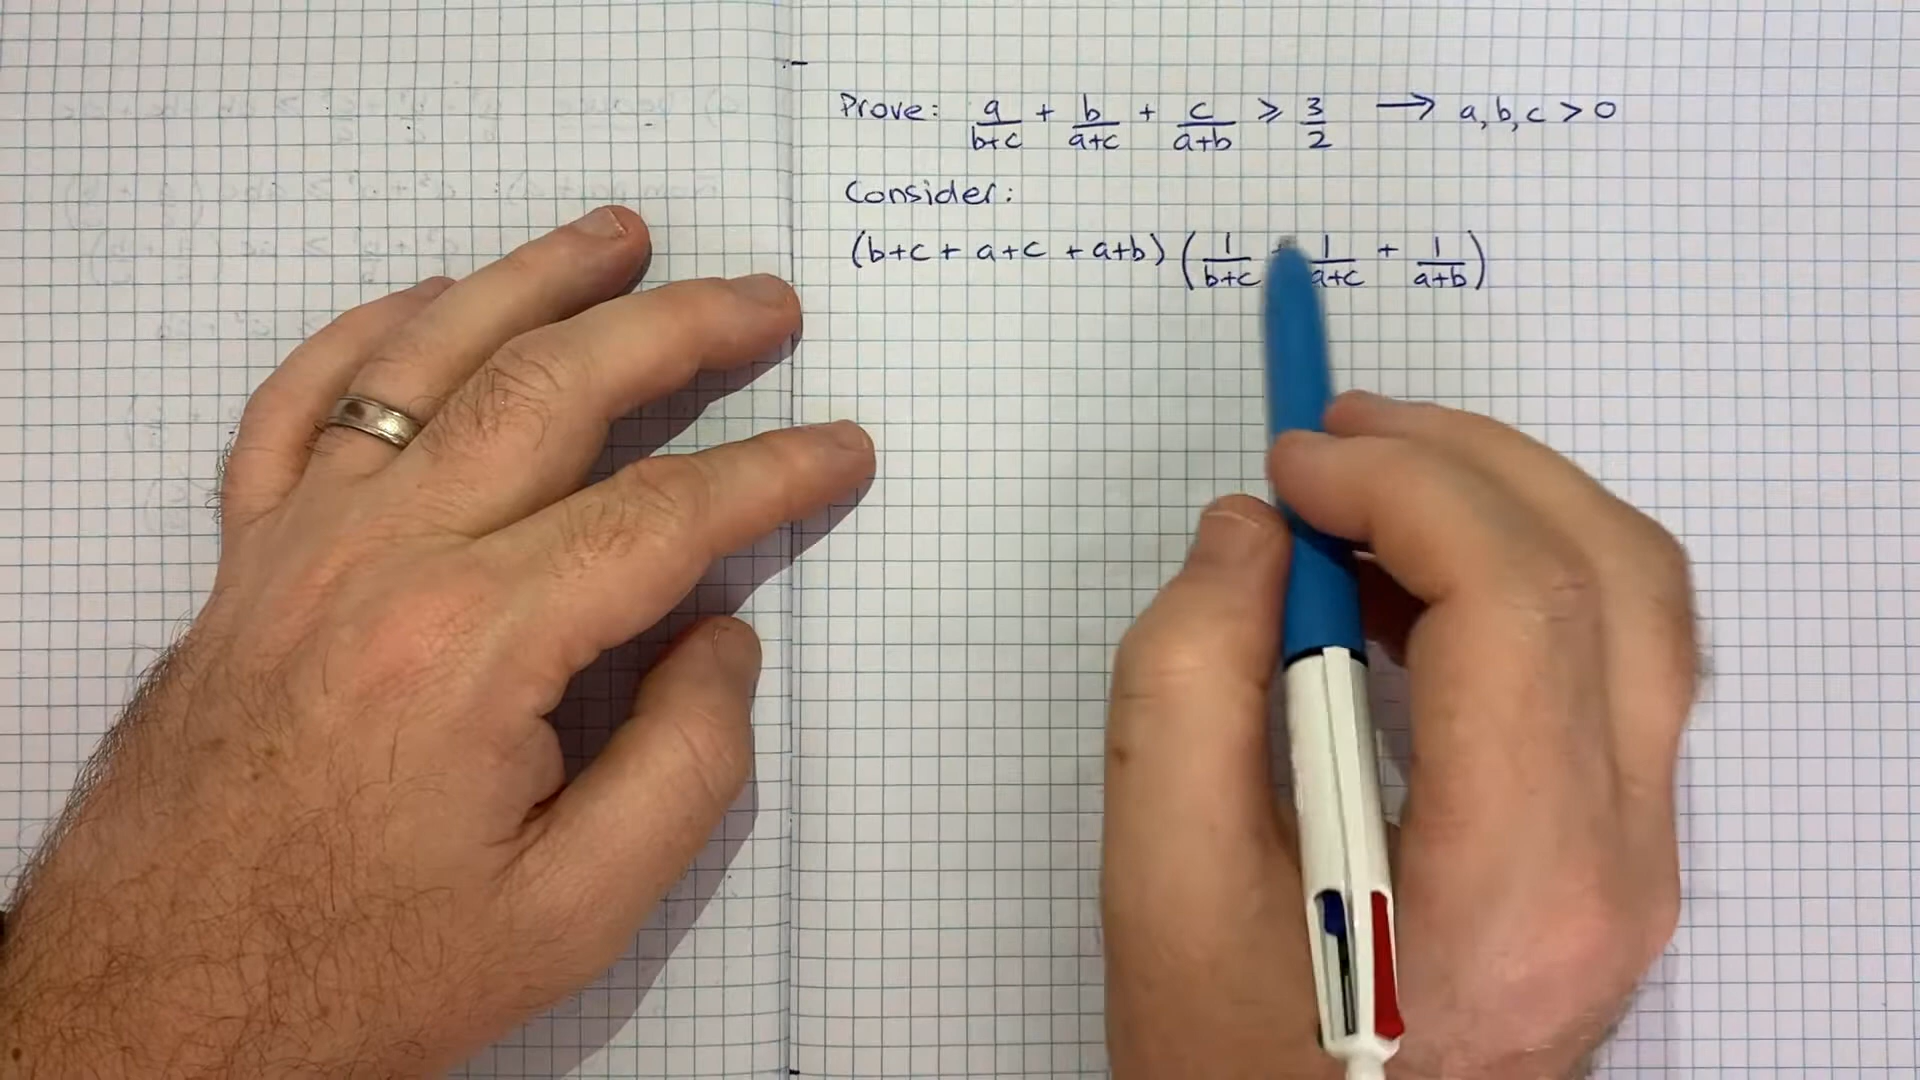 Prove: a/(b+c) + b/(a+c) + c/(a+b) ⩾ 3/2 → a, b, c > 0
Consider:
(b+c + a+c + a+b) (1/(b+c) + 1/(a+c) + 1/(a+b))